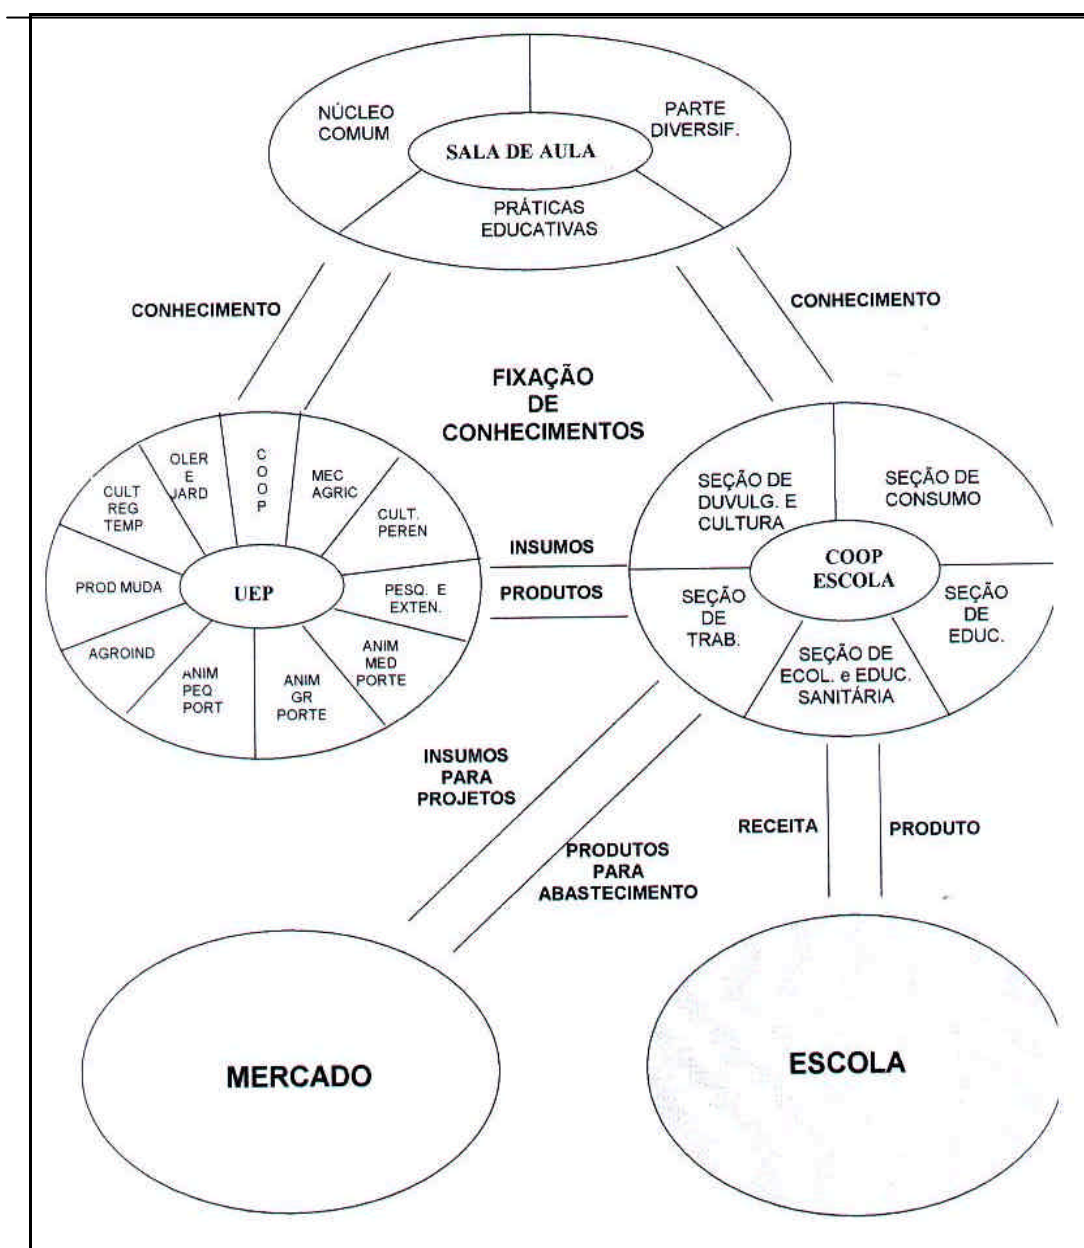 NÚCLEO
COMUM
PARTE
DIVERSIF.
SALA DE AULA
PRÁTICAS
EDUCATIVAS
CONHECIMENTO
CONHECIMENTO
FIXAÇÃO
DE
CONHECIMENTOS
CULT
REG
TEMP
OLER
E
JARD
C
O
O
P
MEC
AGRIC
CULT.
PEREN
PROD MUDA
UEP
PESQ. E
EXTEN.
AGROIND
ANIM
PEQ
PORT
ANIM
GR
PORTE
ANIM
MED
PORTE
INSUMOS
PRODUTOS
SEÇÃO DE
DUVULG. E
CULTURA
SEÇÃO DE
CONSUMO
COOP
ESCOLA
SEÇÃO
DE
TRAB.
SEÇÃO DE
ECOL. e EDUC.
SANITÁRIA
SEÇÃO
DE
EDUC.
INSUMOS
PARA
PROJETOS
PRODUTOS
PARA
ABASTECIMENTO
RECEITA
PRODUTO
MERCADO
ESCOLA